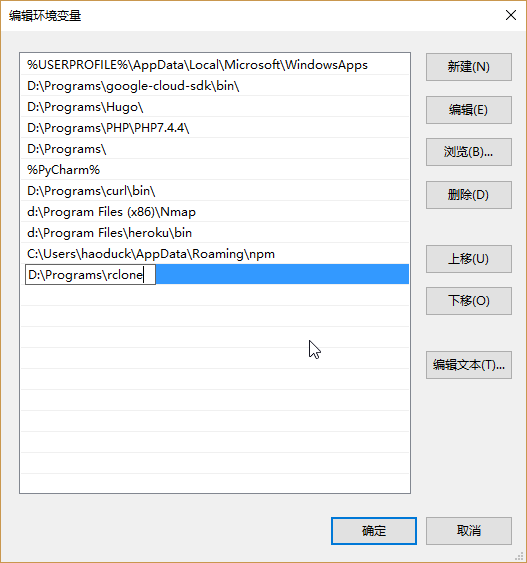 编辑环境变量
%USERPROFILE%\AppData\Local\Microsoft\WindowsApps
D:\Programs\google-cloud-sdk\bin\
D:\Programs\Hugo\
D:\Programs\PHP\PHP7.4.4\
D:\Programs\
%PyCharm%
D:\Programs\curl\bin\
d:\Program Files (x86)\Nmap
d:\Program Files\heroku\bin
C:\Users\haoduck\AppData\Roaming\npm
D:\Programs\rclone
新建(N)
编辑(E)
浏览(B)...
删除(D)
上移(U)
下移(O)
编辑文本(T)...
确定
取消